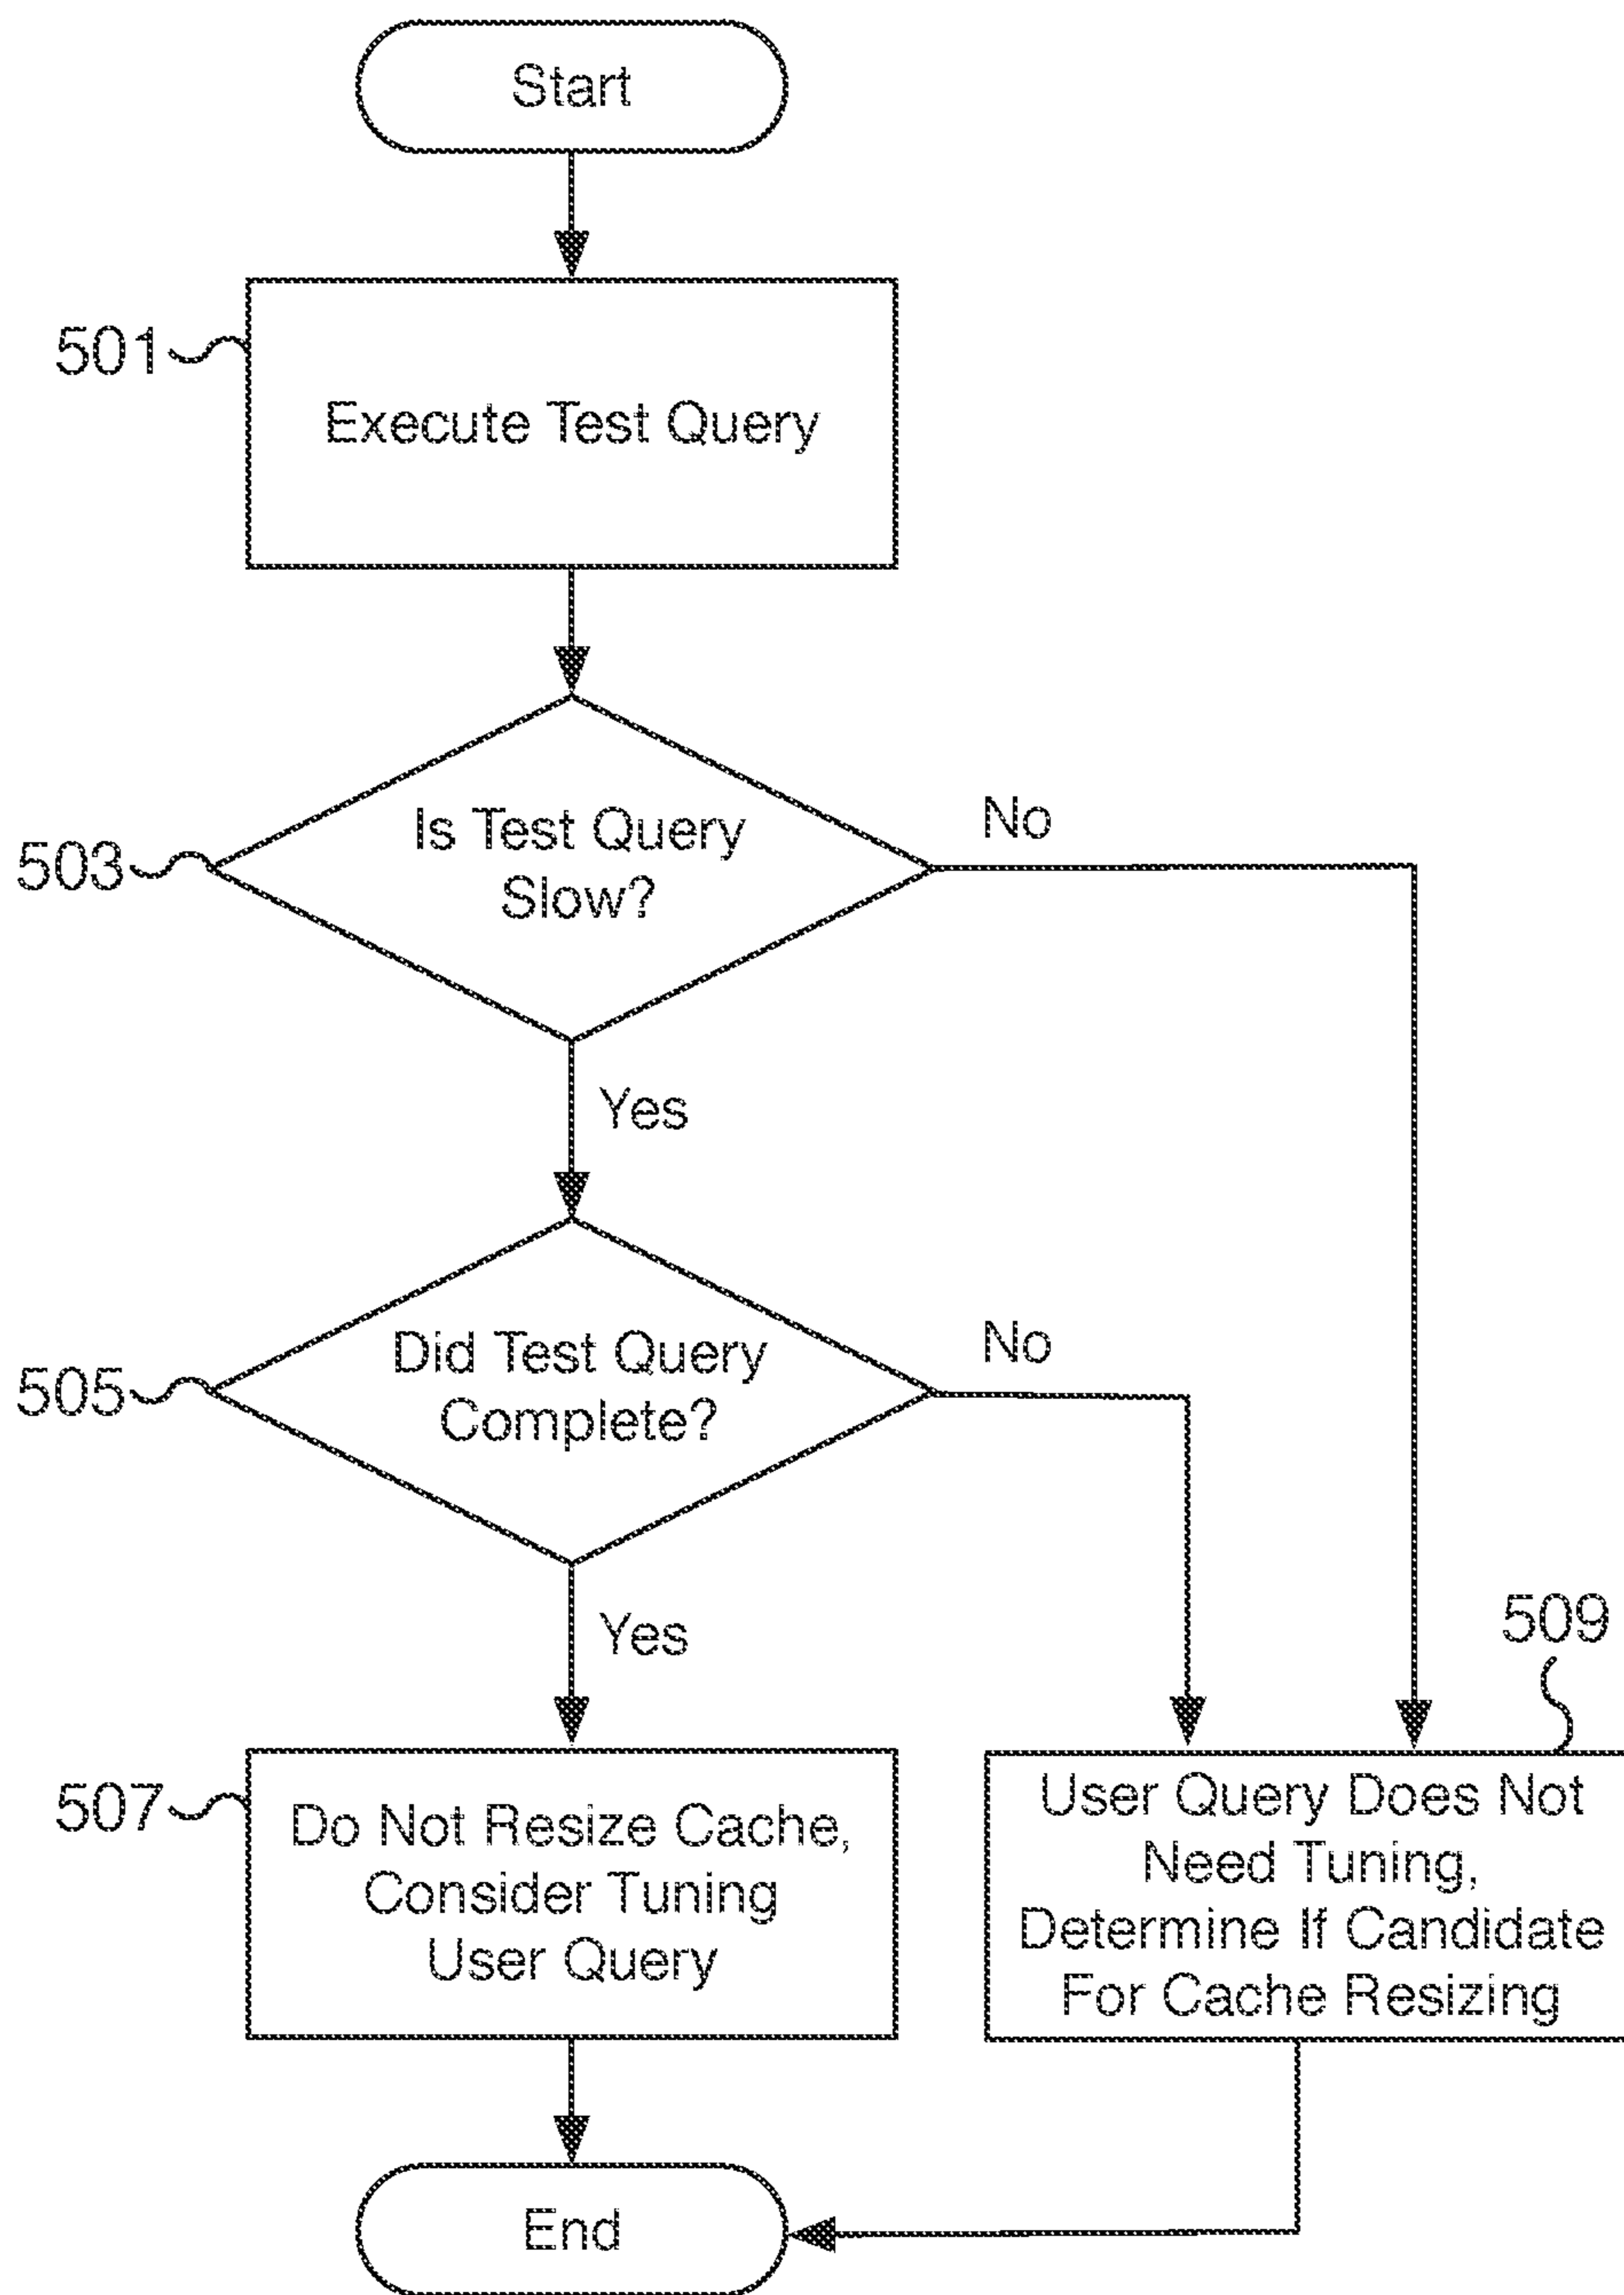 Start
501
Execute Test Query
503
Is Test Query
Slow?
No
Yes
505
Did Test Query
Complete?
No
Yes
507
Do Not Resize Cache,
Consider Tuning
User Query
509
User Query Does Not
Need Tuning,
Determine If Candidate
For Cache Resizing
End